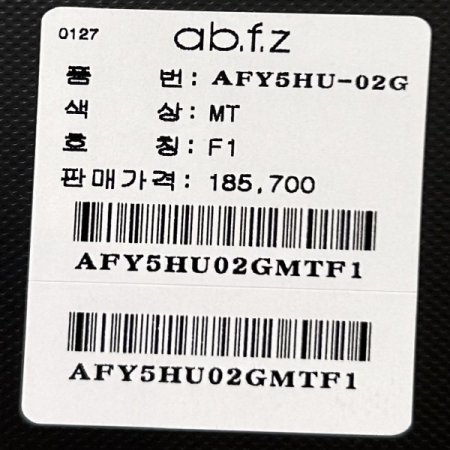 0127 ab.f.z
품 번: AFY5HU-02G
색 상: MT
호 칭: F1
판매가격: 185,700
AFY5HU02GMTF1
AFY5HU02GMTF1